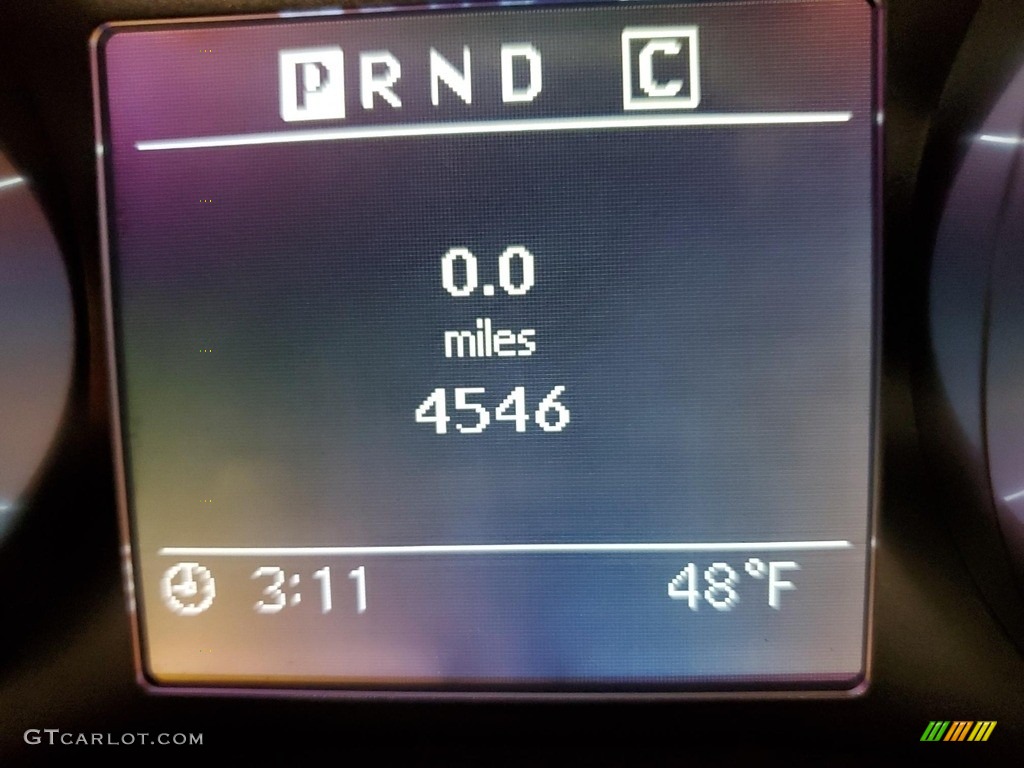 PRND C
0.0
miles
4546
3:11 48°F
GTCARLOT.COM